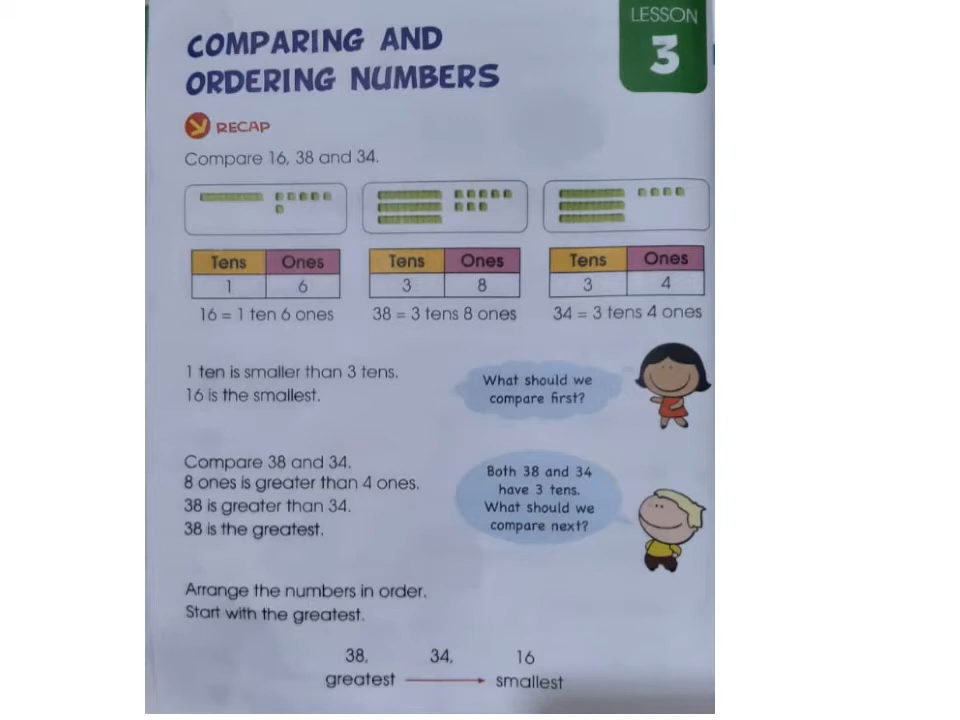 LESSON
3
COMPARING AND
ORDERING NUMBERS
RECAP
Compare 16, 38 and 34.
Tens Ones
1 6
16 = 1 ten 6 ones
Tens Ones
3 8
38 = 3 tens 8 ones
Tens Ones
3 4
34 = 3 tens 4 ones
1 ten is smaller than 3 tens.
16 is the smallest.
What should we
compare first?
Compare 38 and 34.
8 ones is greater than 4 ones.
38 is greater than 34.
38 is the greatest.
Both 38 and 34
have 3 tens.
What should we
compare next?
Arrange the numbers in order.
Start with the greatest.
38, 34, 16
greatest smallest